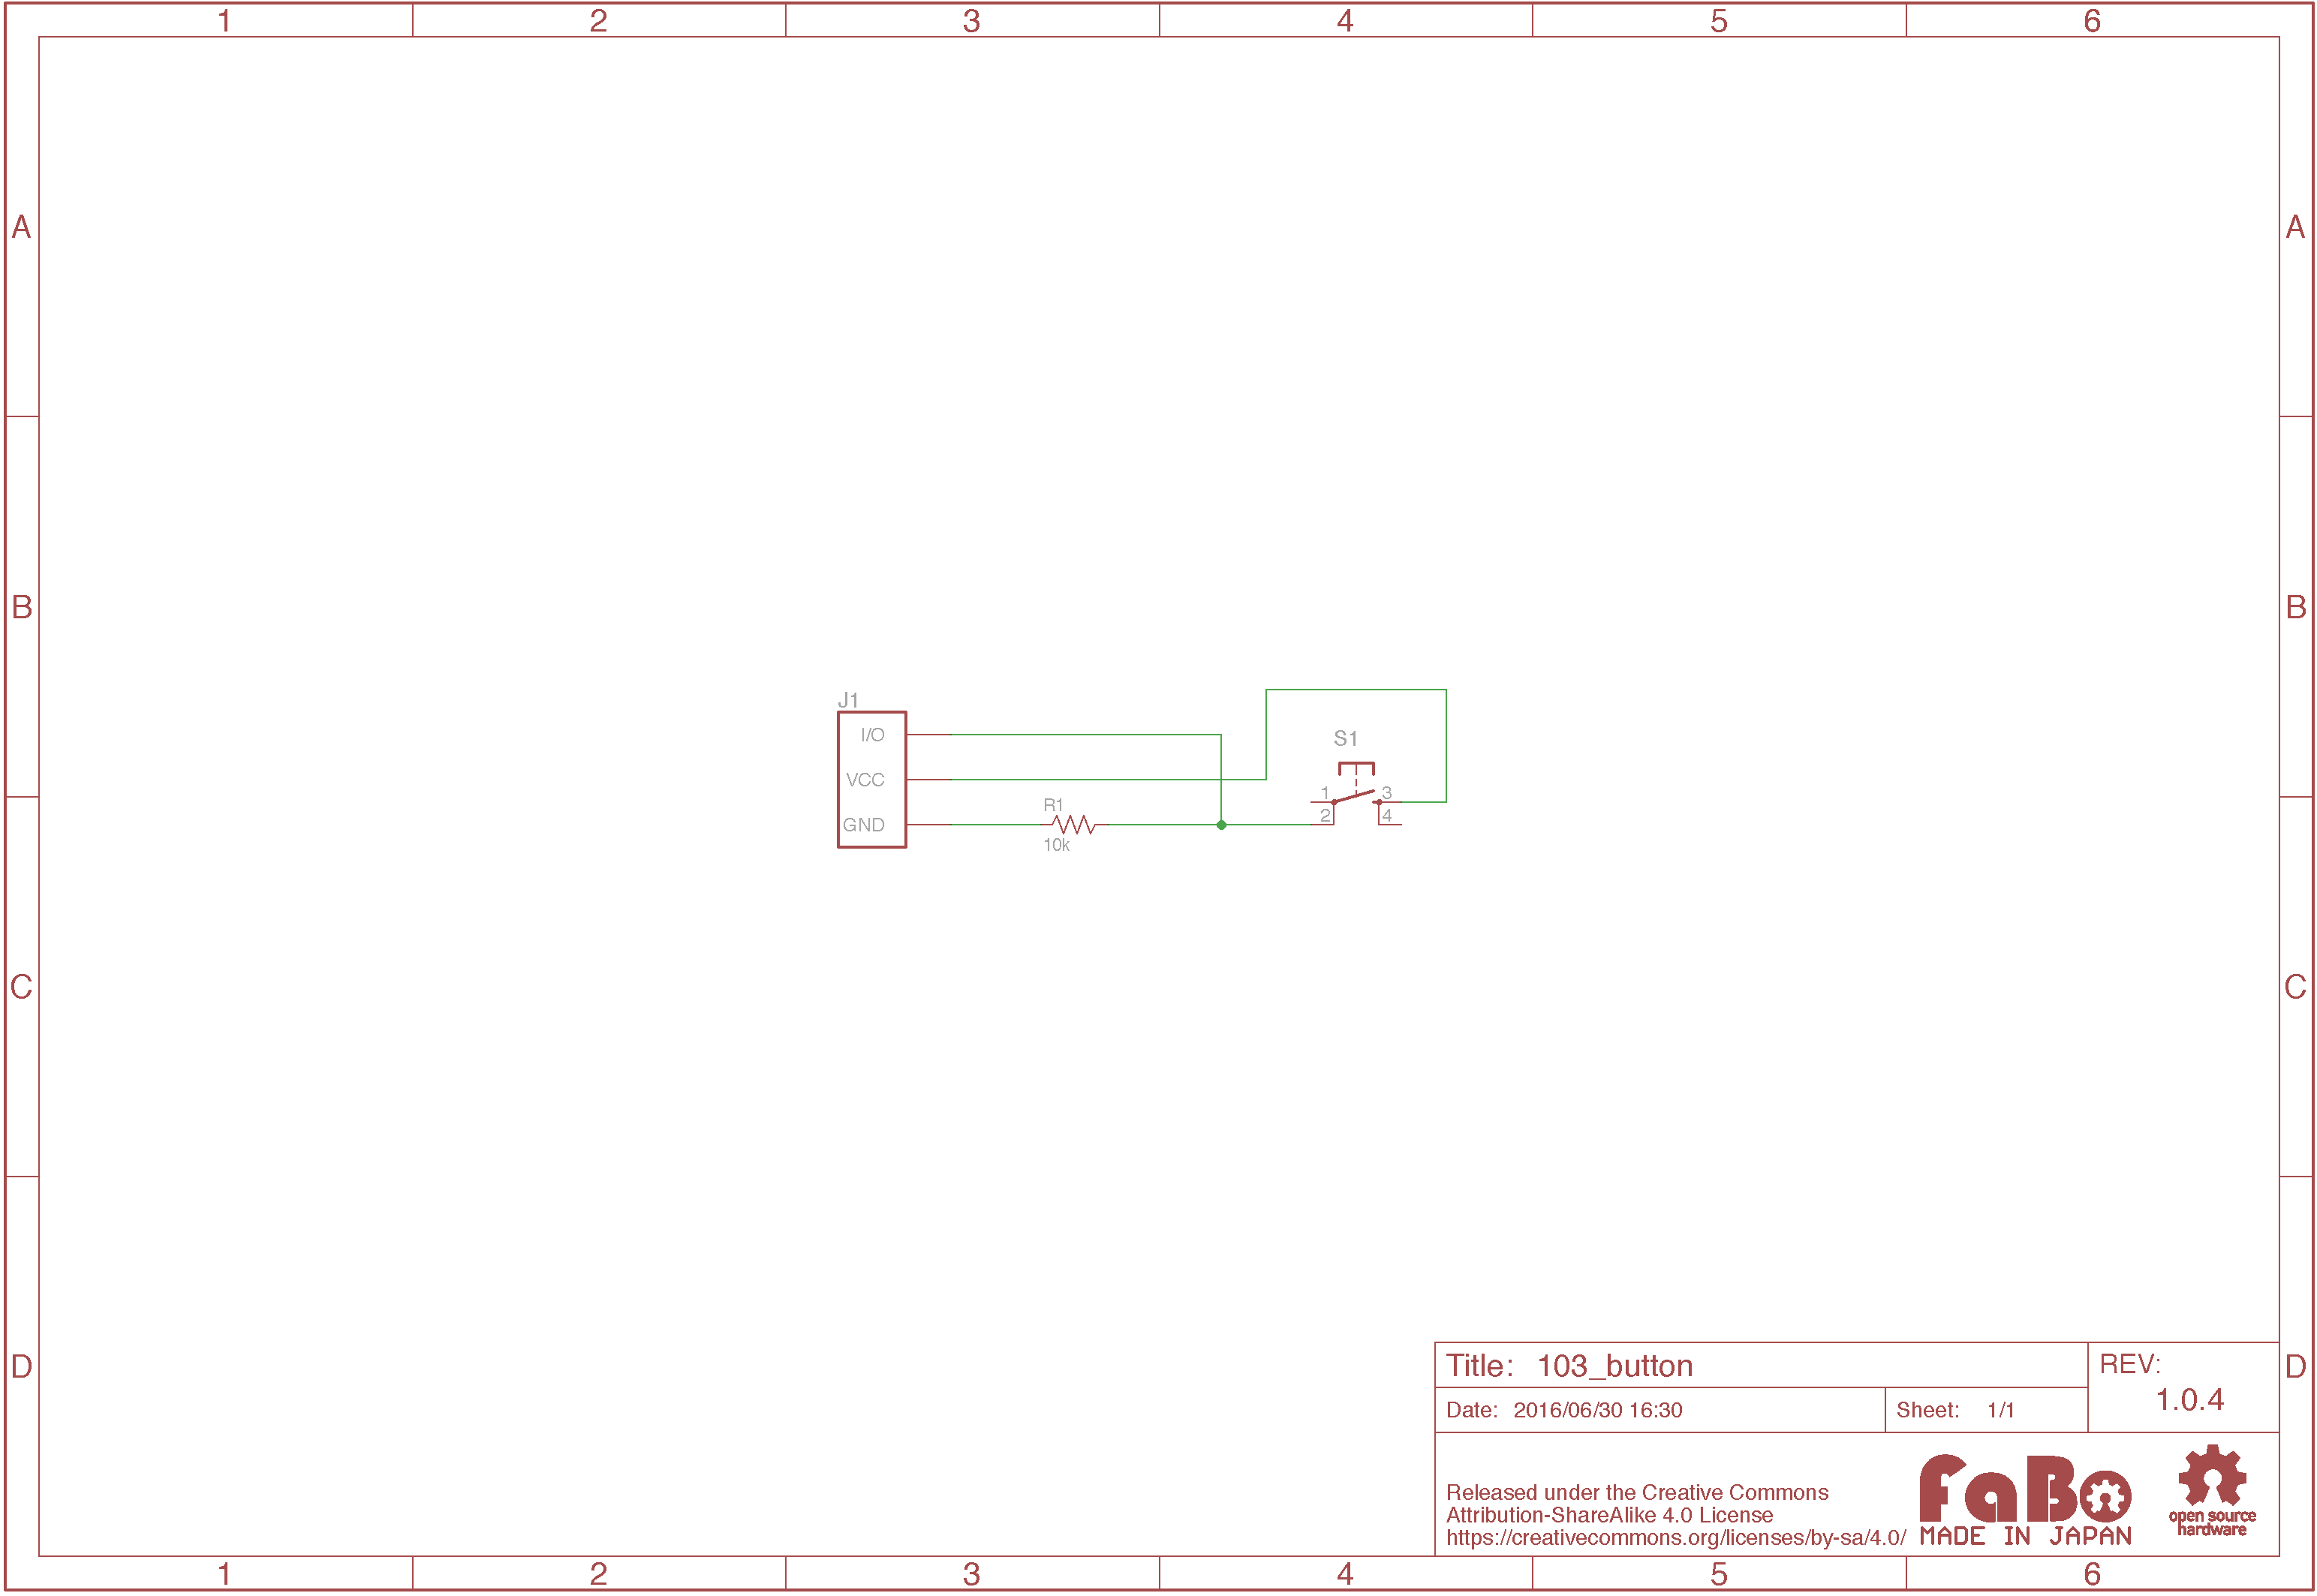 1 2 3 4 5 6
A A
B B
J1
I/O
VCC
GND
R1
10k
S1
1 3
2 4
C C
D D
Title: 103_button
REV:
1.0.4
Date: 2016/06/30 16:30
Sheet: 1/1
Released under the Creative Commons
Attribution-ShareAlike 4.0 License
https://creativecommons.org/licenses/by-sa/4.0/
FaBo
MADE IN JAPAN
open source
hardware
1 2 3 4 5 6